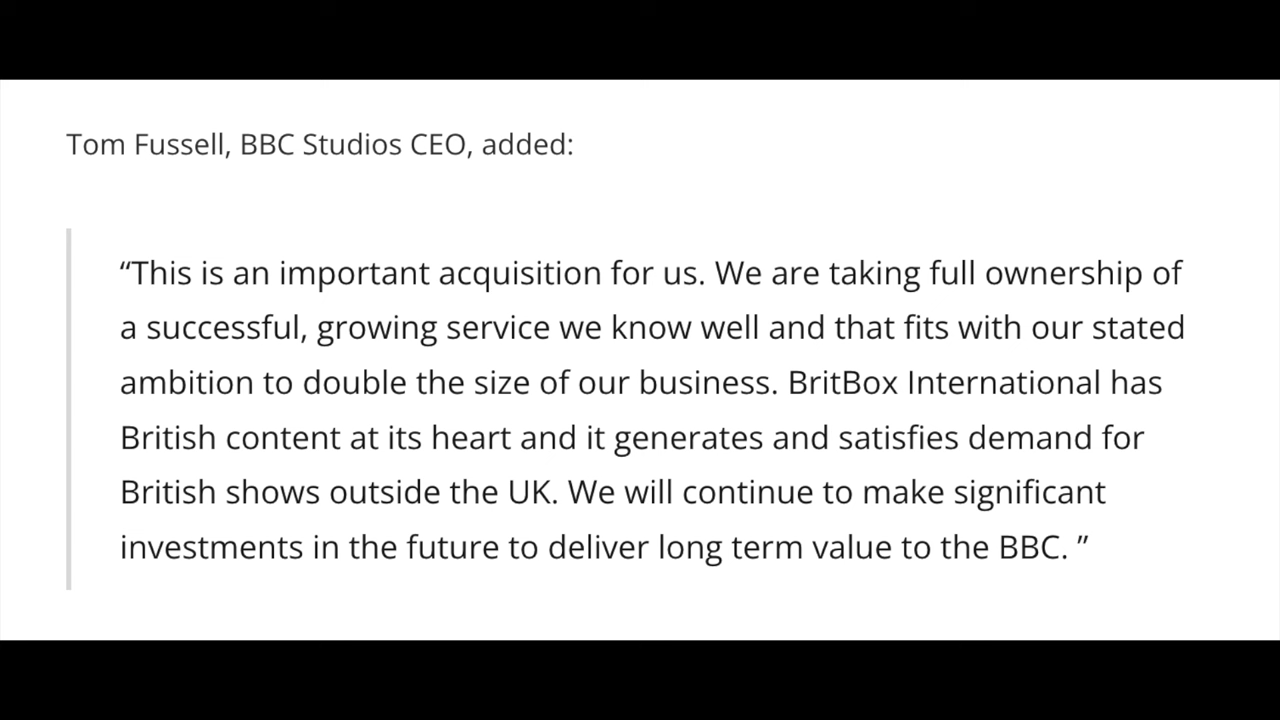 Tom Fussell, BBC Studios CEO, added:
“This is an important acquisition for us. We are taking full ownership of
a successful, growing service we know well and that fits with our stated
ambition to double the size of our business. BritBox International has
British content at its heart and it generates and satisfies demand for
British shows outside the UK. We will continue to make significant
investments in the future to deliver long term value to the BBC. ”